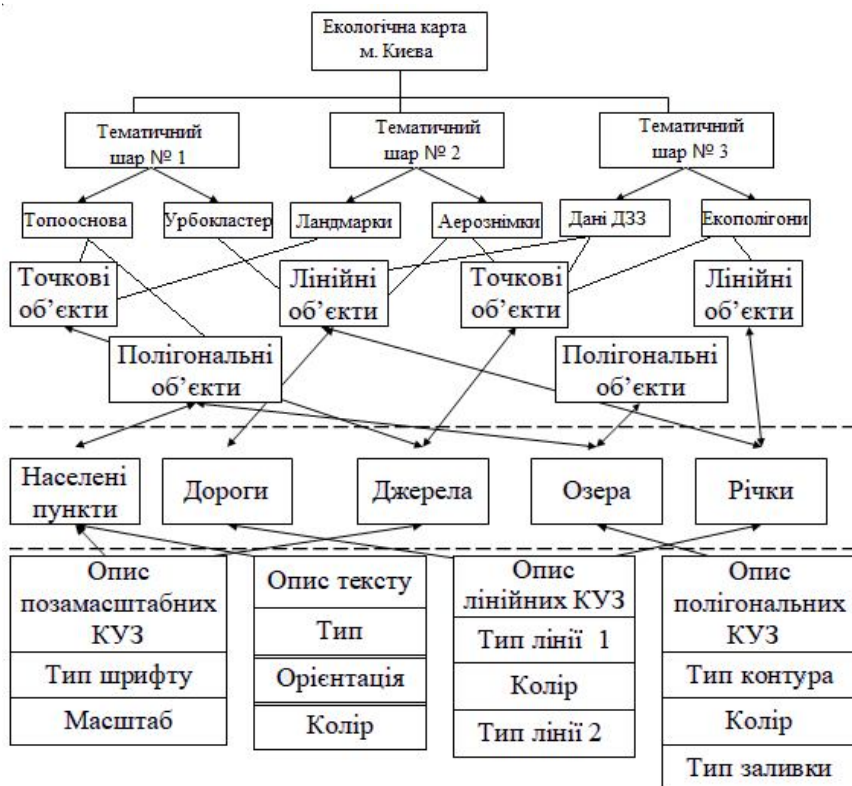 Екологічна карта
м. Києва
Тематичний
шар № 1
Тематичний
шар № 2
Тематичний
шар № 3
Топооснова
Урбокластер
Ландмарки
Аерознімки
Дані ДЗЗ
Екополігони
Точкові
об’єкти
Лінійні
об’єкти
Точкові
об’єкти
Лінійні
об’єкти
Полігональні
об’єкти
Полігональні
об’єкти
Населені
пункти
Дороги
Джерела
Озера
Річки
Опис
позамасштабних
КУЗ
Тип шрифту
Масштаб
Опис тексту
Тип
Орієнтація
Колір
Опис
лінійних КУЗ
Тип лінії 1
Колір
Тип лінії 2
Опис
полігональних
КУЗ
Тип контура
Колір
Тип заливки